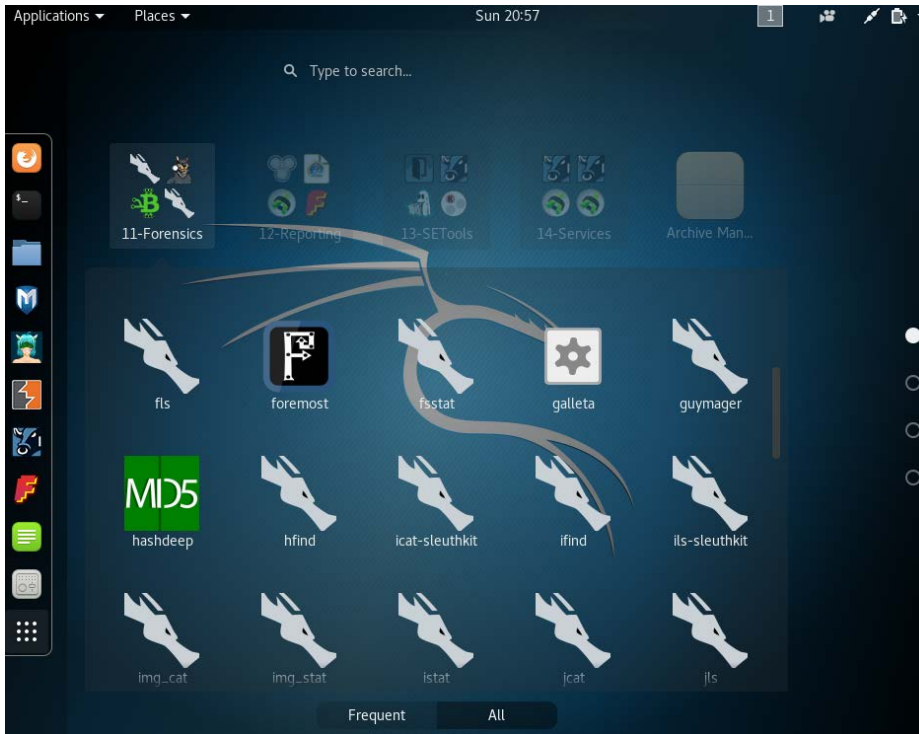 Applications Places Sun 20:57 1
Type to search...
11-Forensics 12-Reporting 13-SETools 14-Services Archive Man...
fls foremost fsstat galleta guymager
MD5
hashdeep hfind icat-sleuthkit ifind ils-sleuthkit
img_cat img_stat istat jcat jls
Frequent All